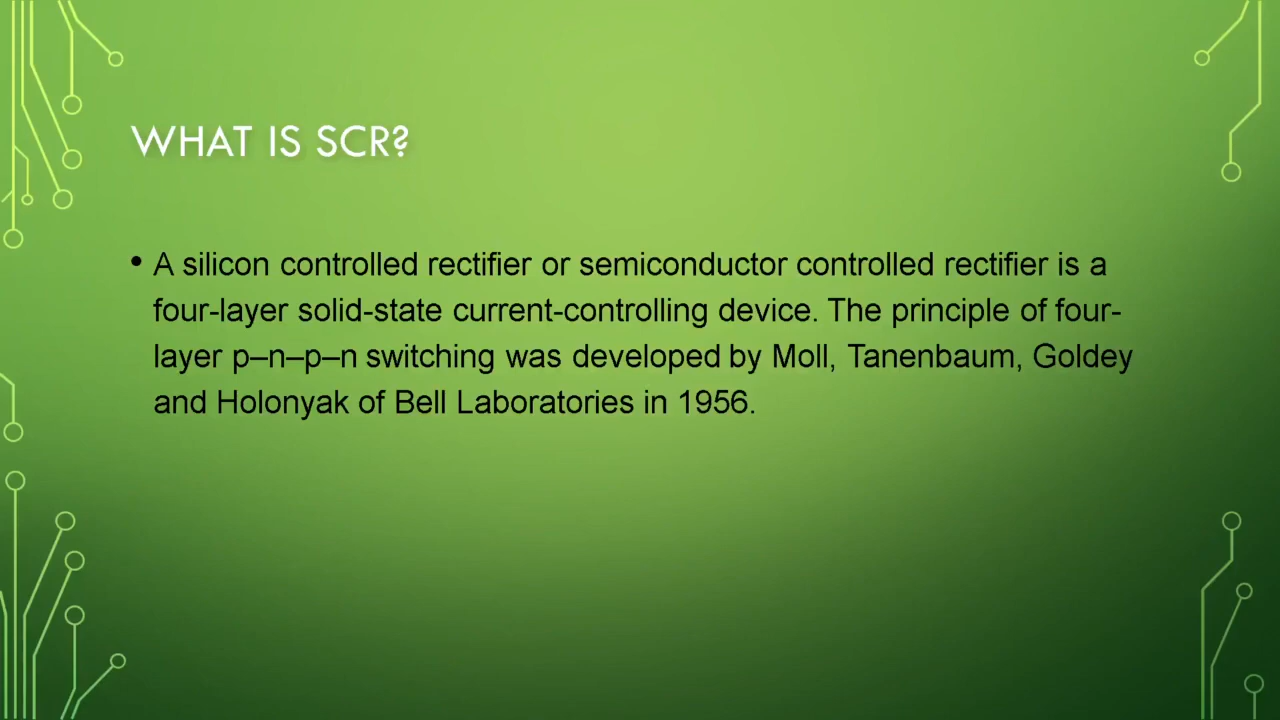 WHAT IS SCR?
• A silicon controlled rectifier or semiconductor controlled rectifier is a
four-layer solid-state current-controlling device. The principle of four-
layer p–n–p–n switching was developed by Moll, Tanenbaum, Goldey
and Holonyak of Bell Laboratories in 1956.